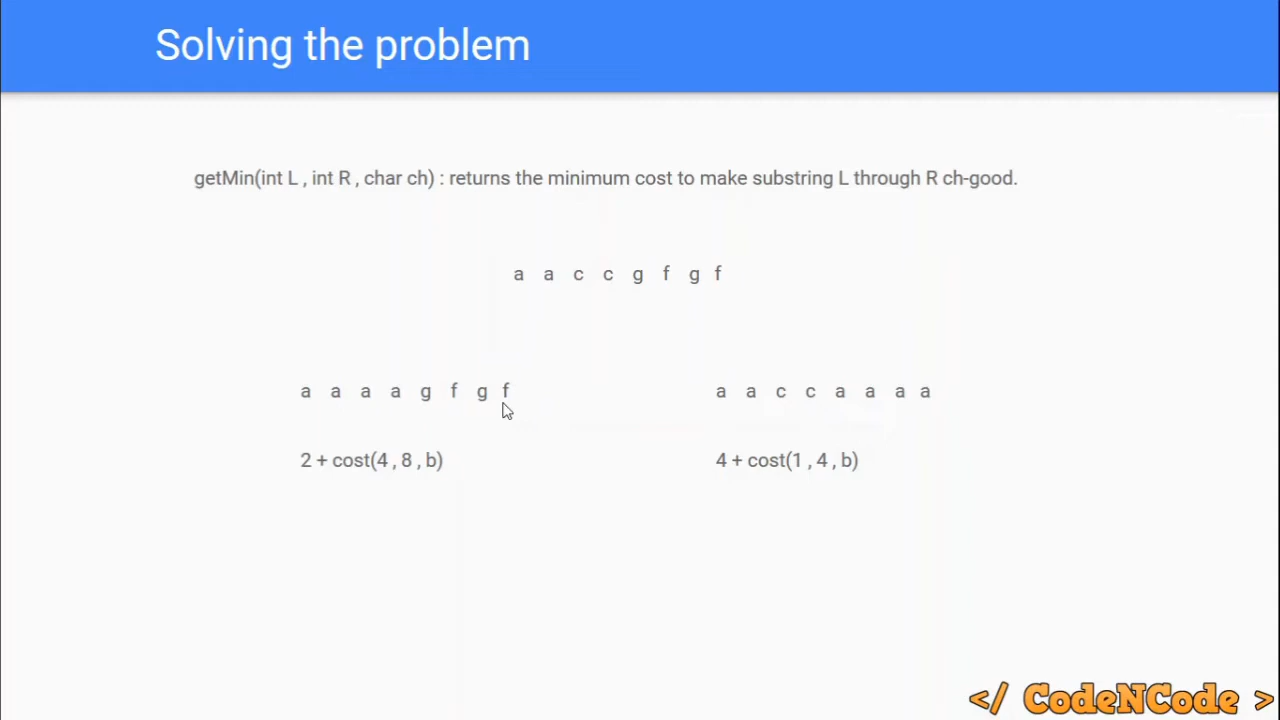 Solving the problem
getMin(int L , int R , char ch) : returns the minimum cost to make substring L through R ch-good.
a a c c g f g f
a a a a g f g f
a a c c a a a a
2 + cost(4 , 8 , b)
4 + cost(1 , 4 , b)
</ CodeNCode >